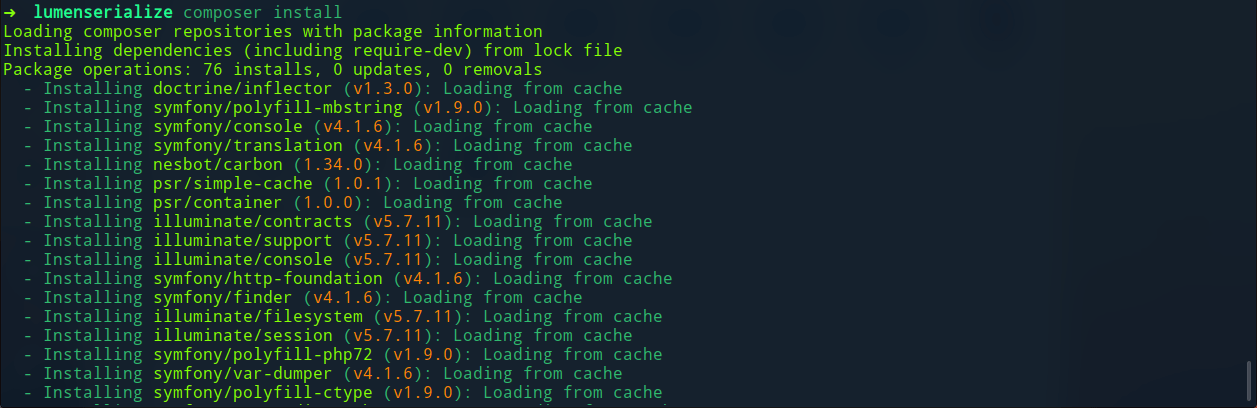 ➜  lumenserialize composer install
Loading composer repositories with package information
Installing dependencies (including require-dev) from lock file
Package operations: 76 installs, 0 updates, 0 removals
  - Installing doctrine/inflector (v1.3.0): Loading from cache
  - Installing symfony/polyfill-mbstring (v1.9.0): Loading from cache
  - Installing symfony/console (v4.1.6): Loading from cache
  - Installing symfony/translation (v4.1.6): Loading from cache
  - Installing nesbot/carbon (1.34.0): Loading from cache
  - Installing psr/simple-cache (1.0.1): Loading from cache
  - Installing psr/container (1.0.0): Loading from cache
  - Installing illuminate/contracts (v5.7.11): Loading from cache
  - Installing illuminate/support (v5.7.11): Loading from cache
  - Installing illuminate/console (v5.7.11): Loading from cache
  - Installing symfony/http-foundation (v4.1.6): Loading from cache
  - Installing symfony/finder (v4.1.6): Loading from cache
  - Installing illuminate/filesystem (v5.7.11): Loading from cache
  - Installing illuminate/session (v5.7.11): Loading from cache
  - Installing symfony/polyfill-php72 (v1.9.0): Loading from cache
  - Installing symfony/var-dumper (v4.1.6): Loading from cache
  - Installing symfony/polyfill-ctype (v1.9.0): Loading from cache